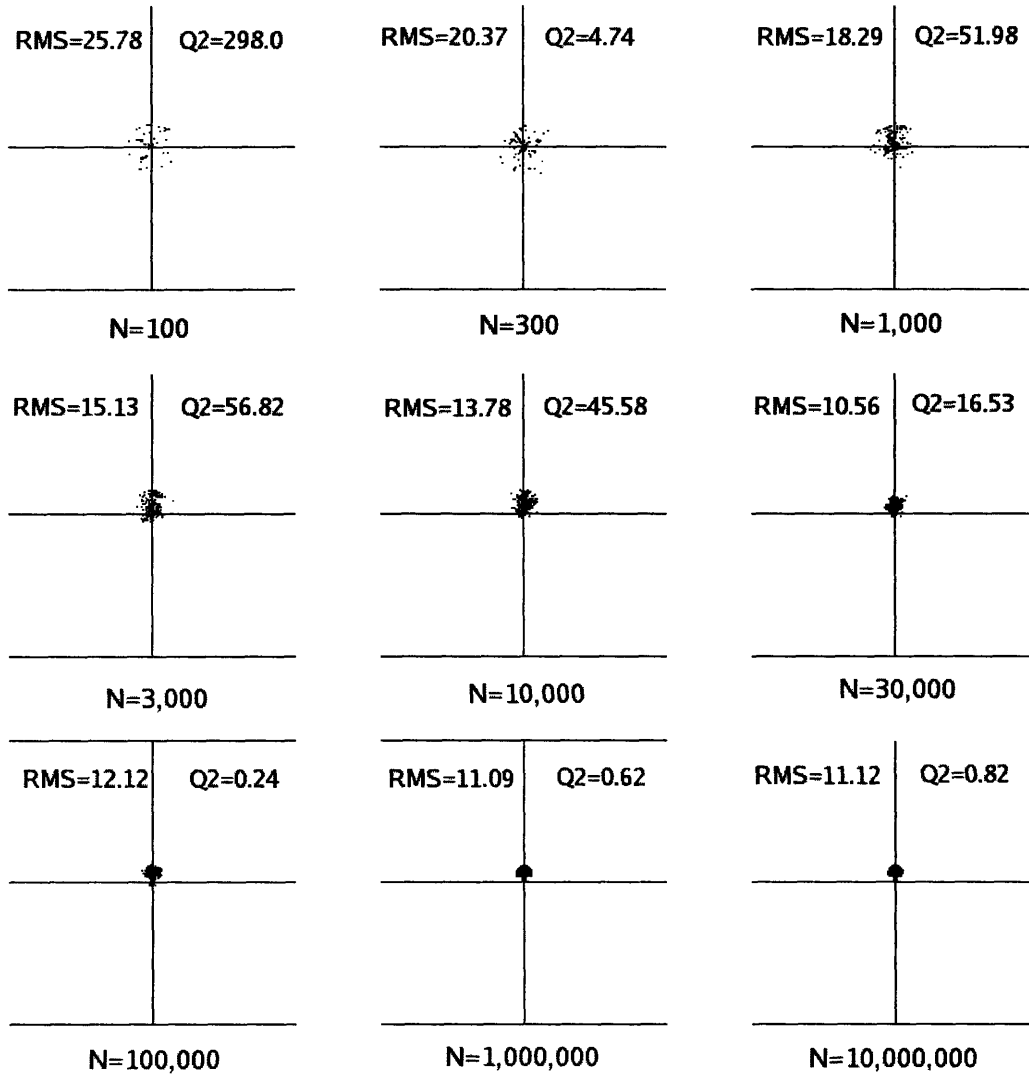 RMS=25.78 Q2=298.0
RMS=20.37 Q2=4.74
RMS=18.29 Q2=51.98
N=100
N=300
N=1,000
RMS=15.13 Q2=56.82
RMS=13.78 Q2=45.58
RMS=10.56 Q2=16.53
N=3,000
N=10,000
N=30,000
RMS=12.12 Q2=0.24
RMS=11.09 Q2=0.62
RMS=11.12 Q2=0.82
N=100,000
N=1,000,000
N=10,000,000